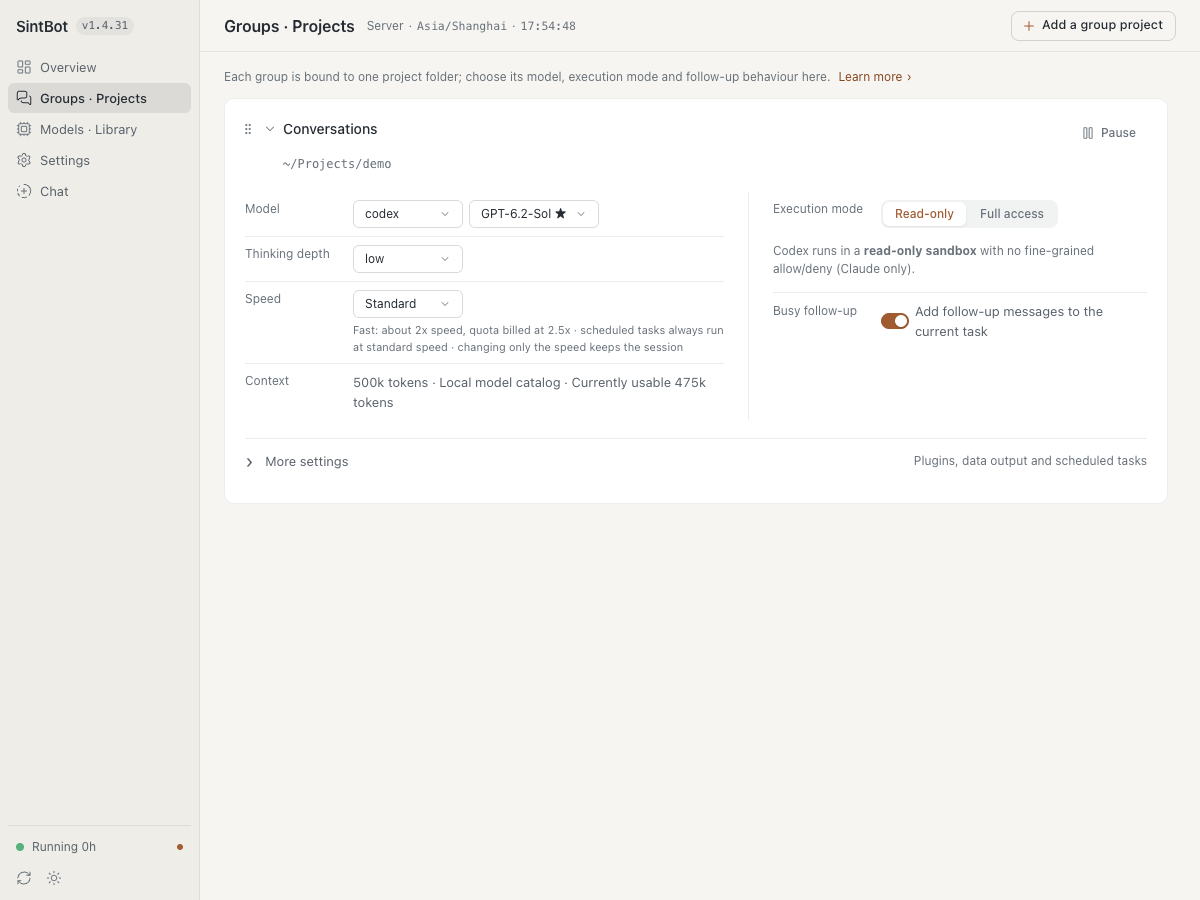 SintBot v1.4.31
Overview
Groups · Projects
Models · Library
Settings
Chat
Running 0h
Groups · Projects Server · Asia/Shanghai · 17:54:48
Add a group project
Each group is bound to one project folder; choose its model, execution mode and follow-up behaviour here. Learn more ›
Conversations
Pause
~/Projects/demo
Model codex GPT-6.2-Sol ★
Thinking depth low
Speed Standard
Fast: about 2x speed, quota billed at 2.5x · scheduled tasks always run
at standard speed · changing only the speed keeps the session
Context 500k tokens · Local model catalog · Currently usable 475k
tokens
Execution mode Read-only Full access
Codex runs in a read-only sandbox with no fine-grained
allow/deny (Claude only).
Busy follow-up Add follow-up messages to the
current task
More settings Plugins, data output and scheduled tasks